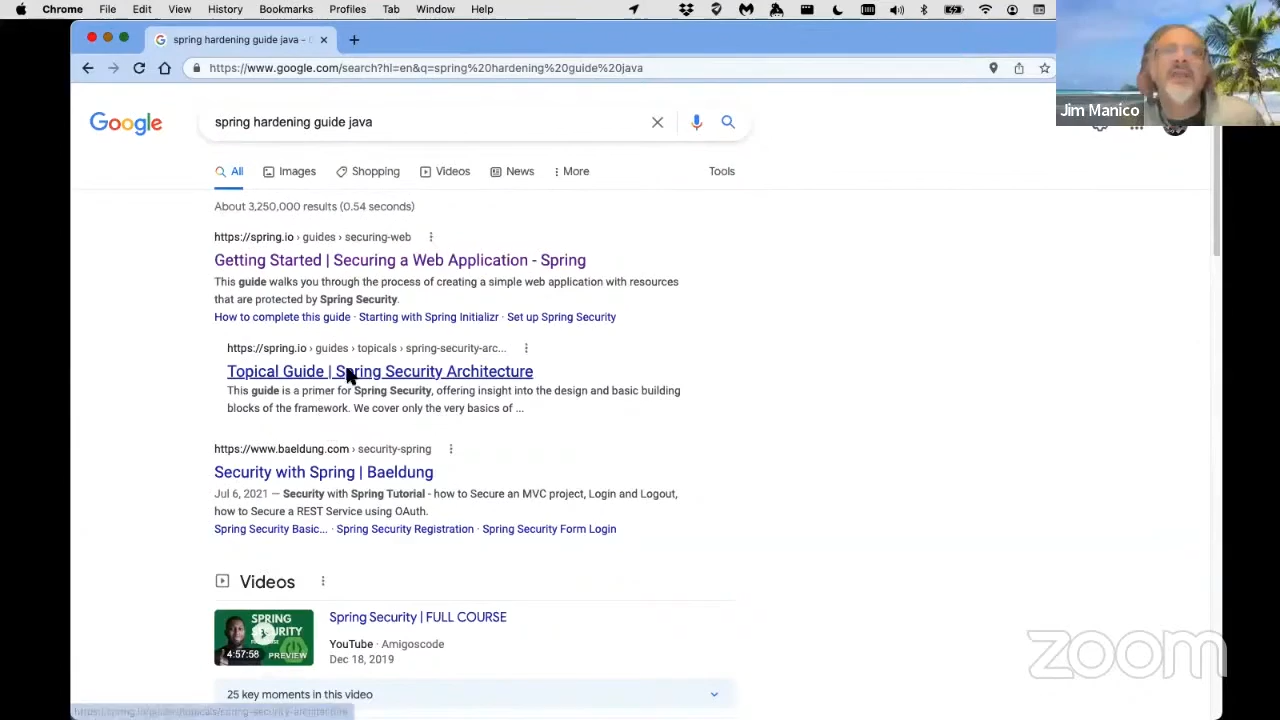 Chrome File Edit View History Bookmarks Profiles Tab Window Help
spring hardening guide java –
https://www.google.com/search?hl=en&q=spring%20hardening%20guide%20java
Jim Manico
Google
spring hardening guide java
All Images Shopping Videos News More Tools
About 3,250,000 results (0.54 seconds)
https://spring.io › guides › securing-web
Getting Started | Securing a Web Application - Spring
This guide walks you through the process of creating a simple web application with resources
that are protected by Spring Security.
How to complete this guide · Starting with Spring Initializr · Set up Spring Security
https://spring.io › guides › topicals › spring-security-arc...
Topical Guide | Spring Security Architecture
This guide is a primer for Spring Security, offering insight into the design and basic building
blocks of the framework. We cover only the very basics of ...
https://www.baeldung.com › security-spring
Security with Spring | Baeldung
Jul 6, 2021 — Security with Spring Tutorial - how to Secure an MVC project, Login and Logout,
how to Secure a REST Service using OAuth.
Spring Security Basic... · Spring Security Registration · Spring Security Form Login
Videos
SPRING
SECURITY
4:57:58
PREVIEW
Spring Security | FULL COURSE
YouTube · Amigoscode
Dec 18, 2019
25 key moments in this video
https://spring.io/guides/topicals/spring-security-architecture
zoom